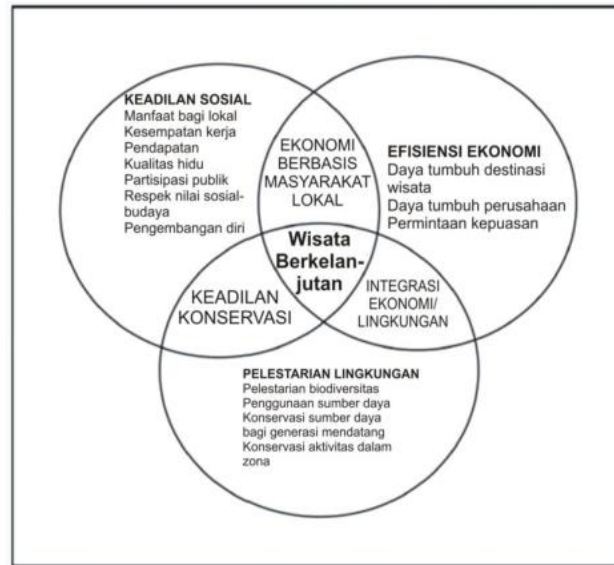 KEADILAN SOSIAL
Manfaat bagi lokal
Kesempatan kerja
Pendapatan
Kualitas hidu
Partisipasi publik
Respek nilai sosial-
budaya
Pengembangan diri
EKONOMI
BERBASIS
MASYARAKAT
LOKAL
EFISIENSI EKONOMI
Daya tumbuh destinasi
wisata
Daya tumbuh perusahaan
Permintaan kepuasan
Wisata
Berkelan-
jutan
KEADILAN
KONSERVASI
INTEGRASI
EKONOMI/
LINGKUNGAN
PELESTARIAN LINGKUNGAN
Pelestarian biodiversitas
Penggunaan sumber daya
Konservasi sumber daya
bagi generasi mendatang
Konservasi aktivitas dalam
zona